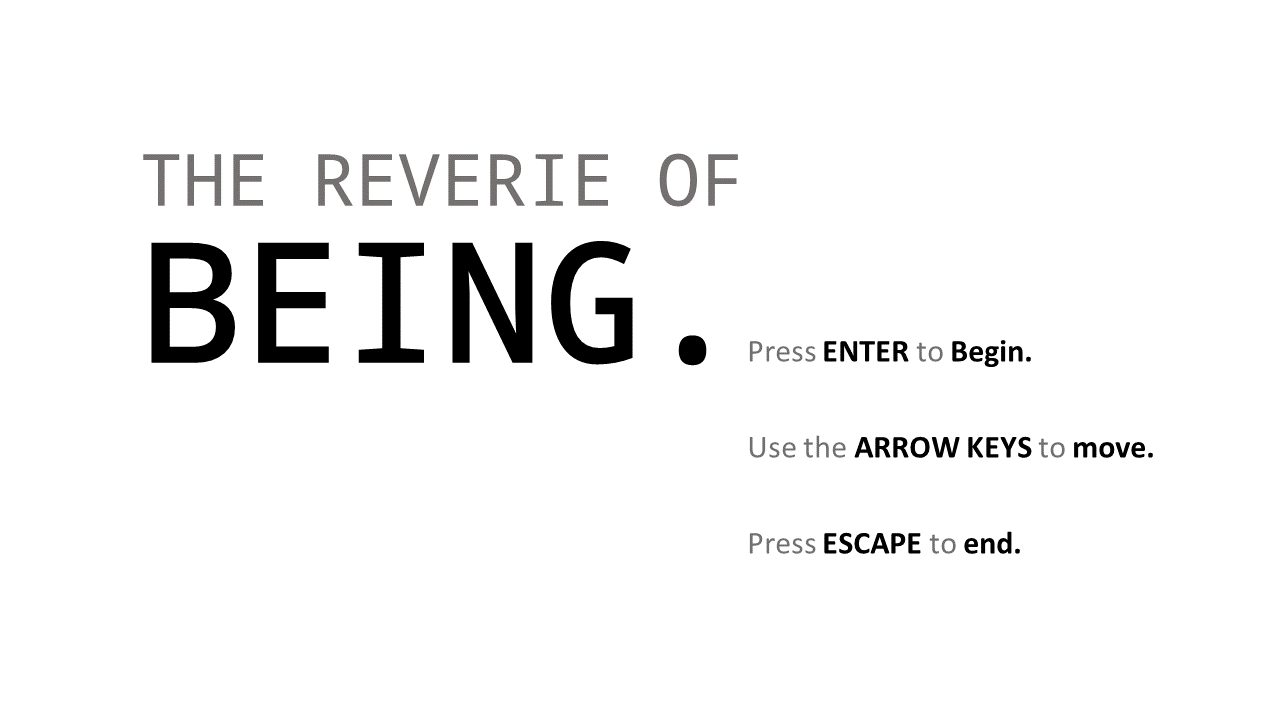 THE REVERIE OF
BEING.
Press ENTER to Begin.
Use the ARROW KEYS to move.
Press ESCAPE to end.